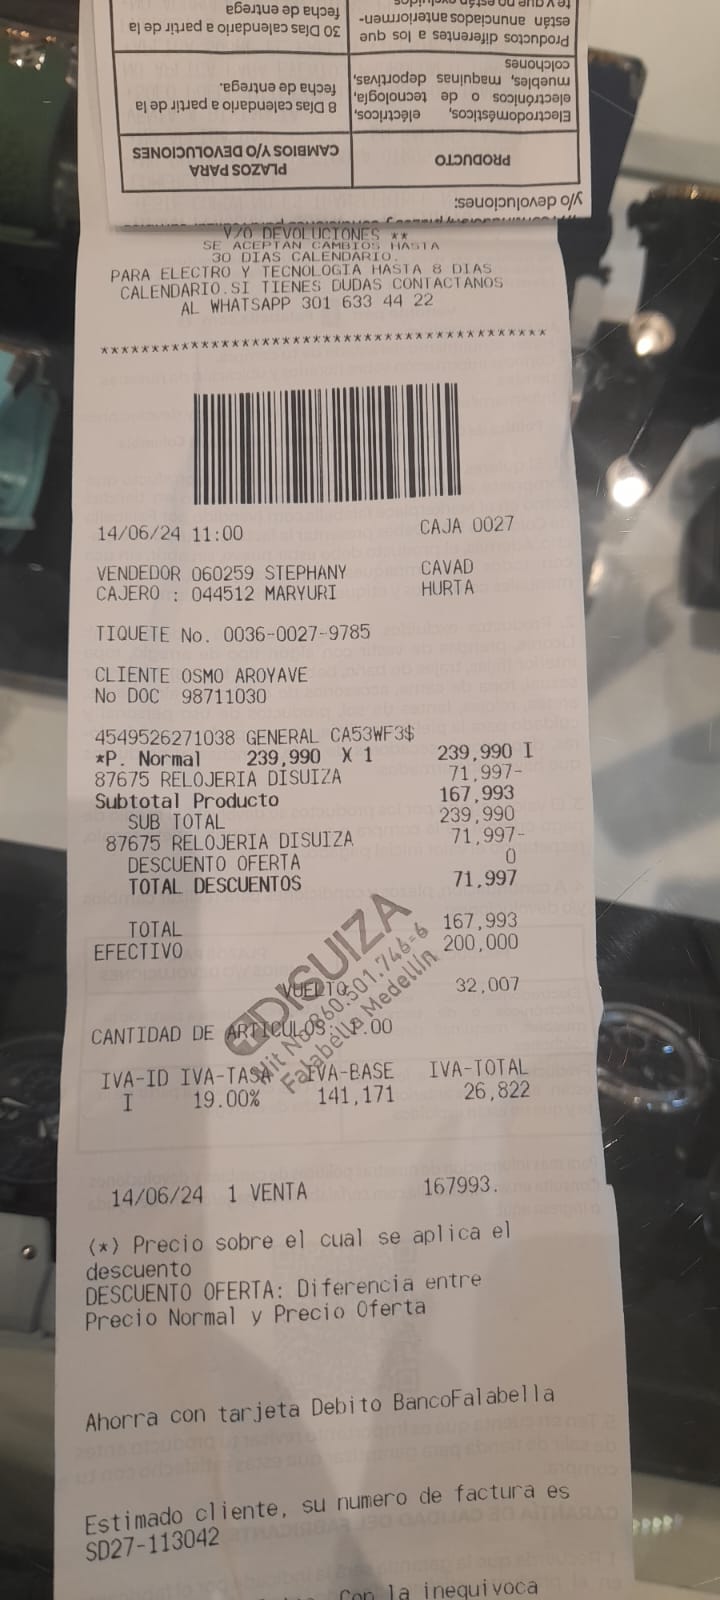 y/o devoluciones:
PRODUCTO
PLAZOS PARA
CAMBIOS Y/O DEVOLUCIONES
Electrodomésticos, eléctricos,
electrónicos o de tecnología,
muebles, maquinas deportivas,
colchones
8 Días calendario a partir de la
fecha de entrega.
Productos diferentes a los que
están anunciados anteriormen-
te y que no están
30 Días calendario a partir de la
fecha de entrega
Y/O DEVOLUCIONES **
SE ACEPTAN CAMBIOS HASTA
30 DIAS CALENDARIO.
PARA ELECTRO Y TECNOLOGIA HASTA 8 DIAS
CALENDARIO.SI TIENES DUDAS CONTACTANOS
AL WHATSAPP 301 633 44 22
*******************************************
14/06/24 11:00 CAJA 0027
VENDEDOR 060259 STEPHANY CAVAD
CAJERO : 044512 MARYURI HURTA
TIQUETE No. 0036-0027-9785
CLIENTE OSMO AROYAVE
No DOC 98711030
4549526271038 GENERAL CA53WF3$
*P. Normal 239,990 X 1 239,990 I
87675 RELOJERIA DISUIZA 71,997-
Subtotal Producto 167,993
SUB TOTAL 239,990
87675 RELOJERIA DISUIZA 71,997-
DESCUENTO OFERTA 0
TOTAL DESCUENTOS 71,997
TOTAL 167,993
EFECTIVO 200,000
VUELTO 32,007
CANTIDAD DE ARTICULOS: 1.00
DISUIZA
Nit No.860.501.746=6
Falabella Medellín
IVA-ID IVA-TASA IVA-BASE IVA-TOTAL
I 19.00% 141,171 26,822
14/06/24 1 VENTA 167993.
(*) Precio sobre el cual se aplica el
descuento
DESCUENTO OFERTA: Diferencia entre
Precio Normal y Precio Oferta
Ahorra con tarjeta Debito BancoFalabella
Estimado cliente, su numero de factura es
SD27-113042
Con la inequivoca